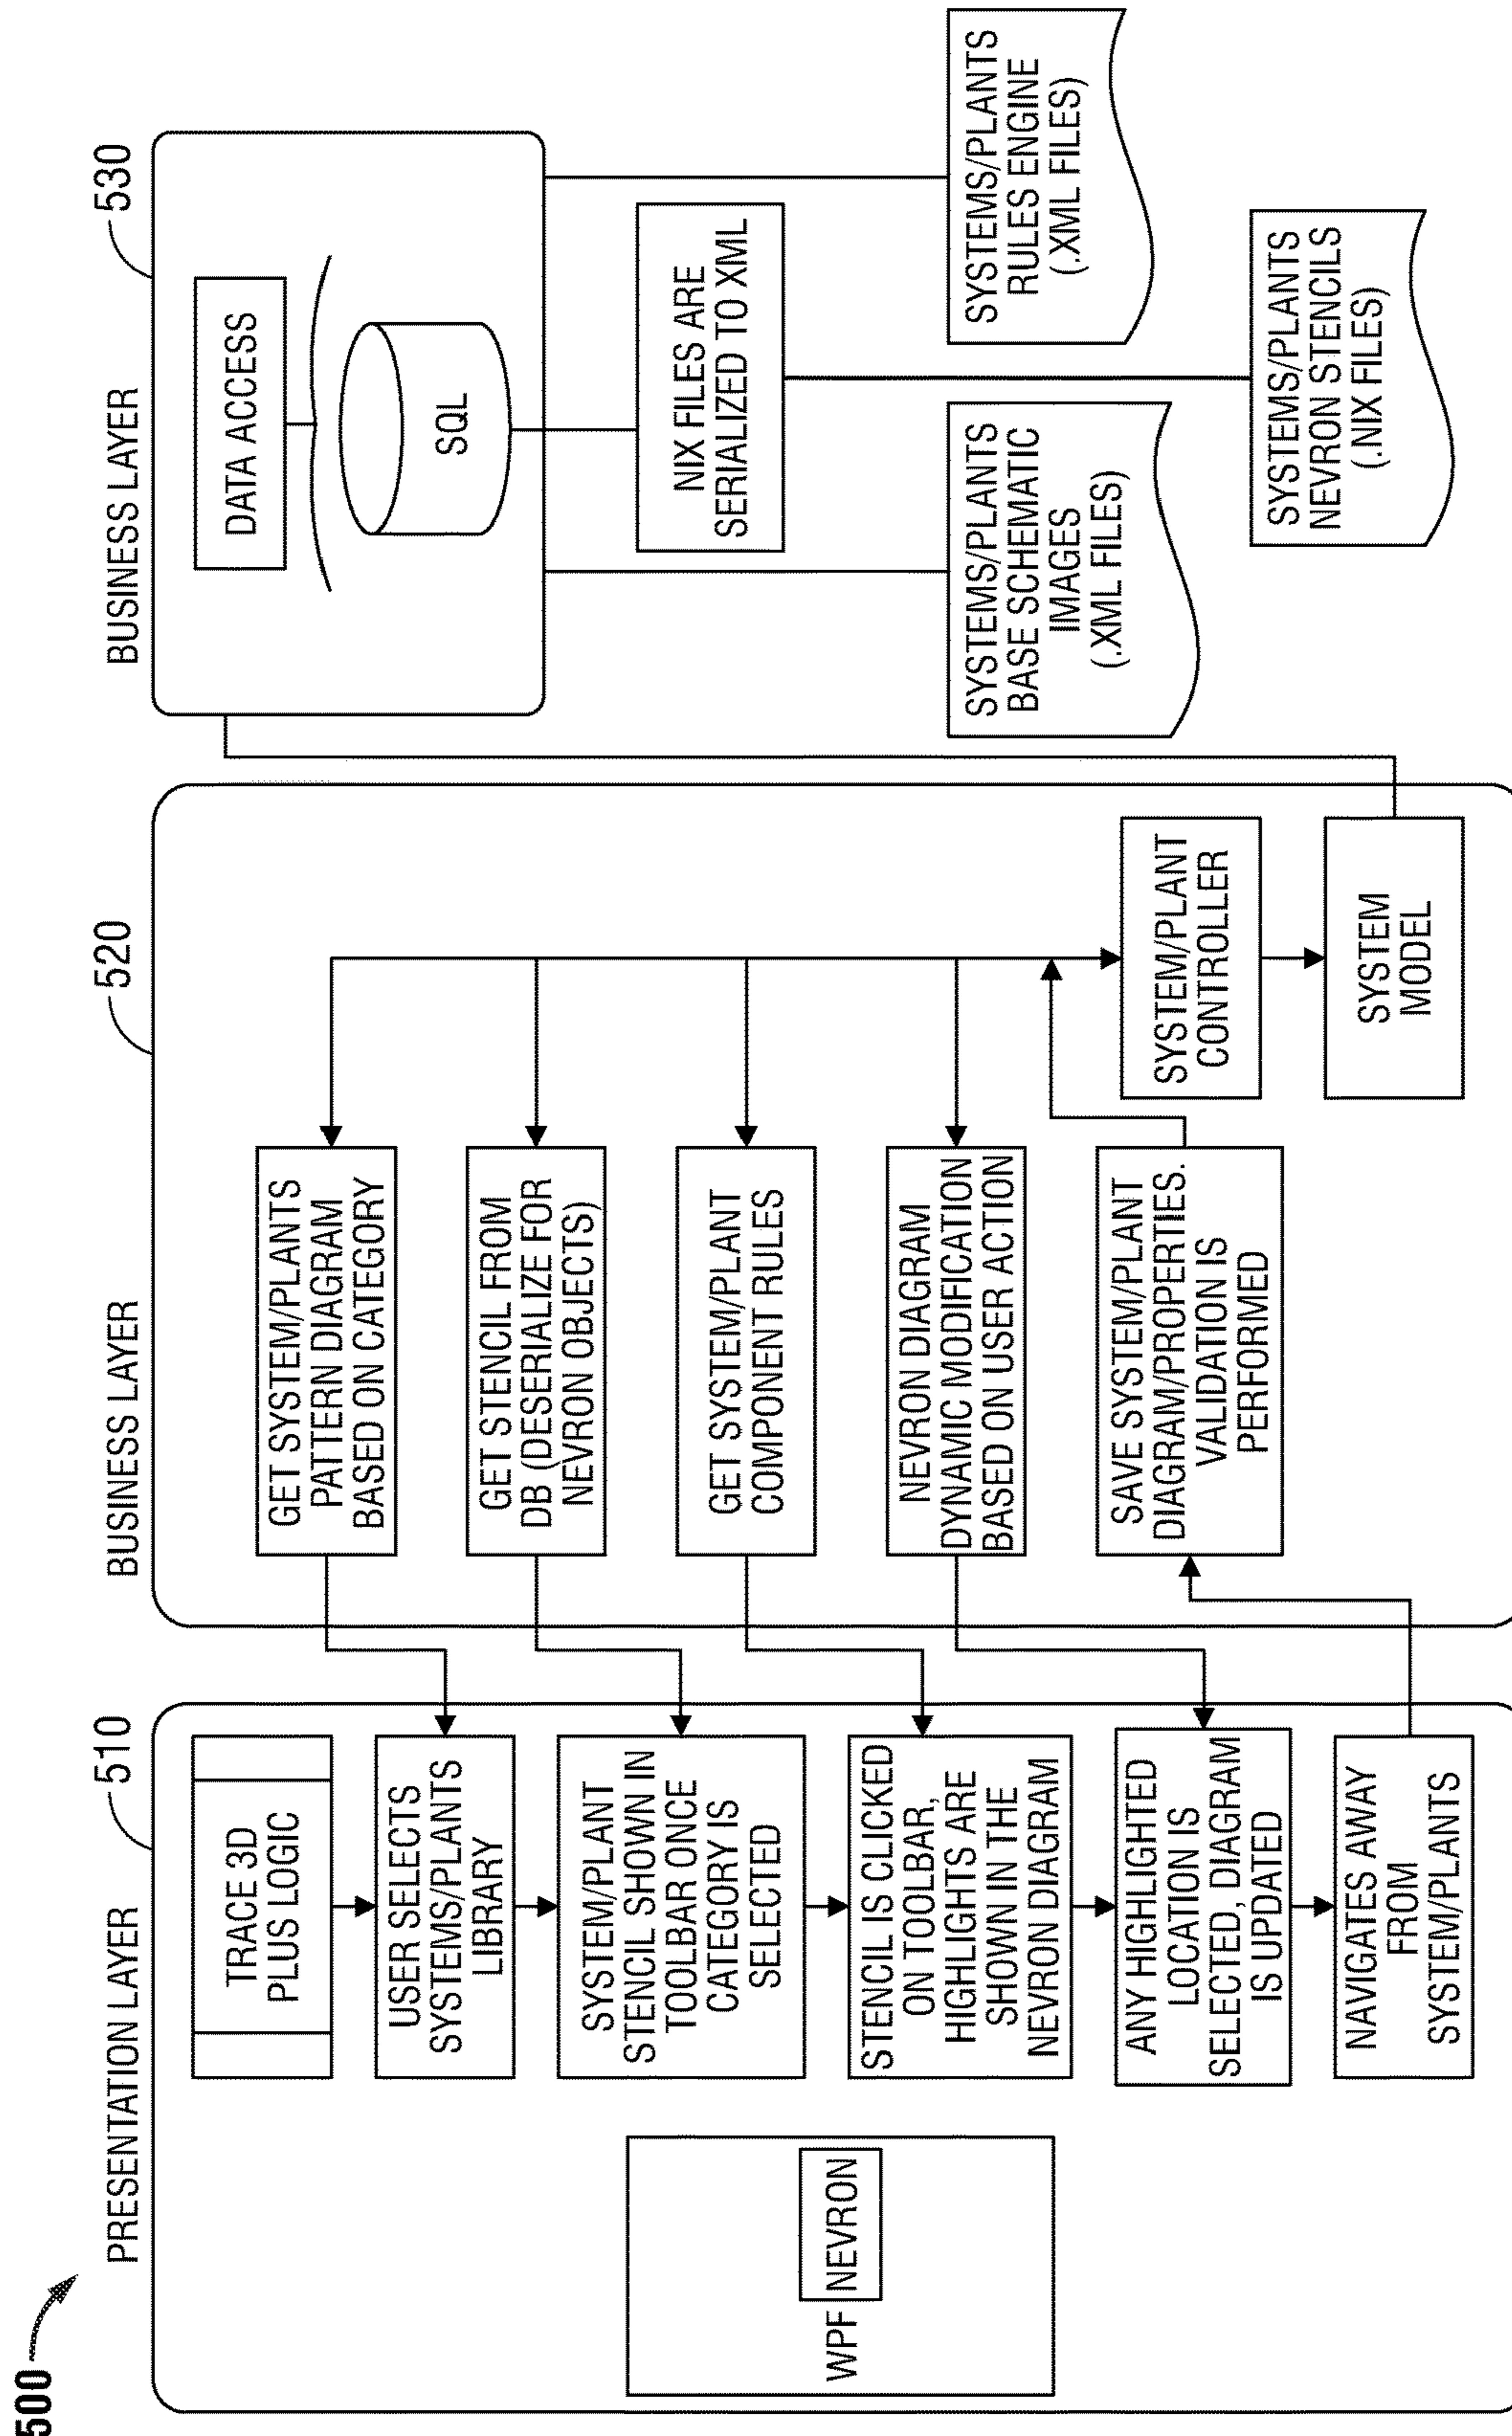 500
PRESENTATION LAYER
510
TRACE 3D
PLUS LOGIC
USER SELECTS
SYSTEMS/PLANTS
LIBRARY
SYSTEM/PLANT
STENCIL SHOWN IN
TOOLBAR ONCE
CATEGORY IS
SELECTED
STENCIL IS CLICKED
ON TOOLBAR,
HIGHLIGHTS ARE
SHOWN IN THE
NEVRON DIAGRAM
ANY HIGHLIGHTED
LOCATION IS
SELECTED, DIAGRAM
IS UPDATED
NAVIGATES AWAY
FROM
SYSTEM/PLANTS
WPF NEVRON
BUSINESS LAYER
520
GET SYSTEM/PLANTS
PATTERN DIAGRAM
BASED ON CATEGORY
GET STENCIL FROM
DB (DESERIALIZE FOR
NEVRON OBJECTS)
GET SYSTEM/PLANT
COMPONENT RULES
NEVRON DIAGRAM
DYNAMIC MODIFICATION
BASED ON USER ACTION
SAVE SYSTEM/PLANT
DIAGRAM/PROPERTIES.
VALIDATION IS
PERFORMED
SYSTEM/PLANT
CONTROLLER
SYSTEM
MODEL
BUSINESS LAYER
530
DATA ACCESS
SQL
NIX FILES ARE
SERIALIZED TO XML
SYSTEMS/PLANTS
BASE SCHEMATIC
IMAGES
(.XML FILES)
SYSTEMS/PLANTS
RULES ENGINE
(.XML FILES)
SYSTEMS/PLANTS
NEVRON STENCILS
(.NIX FILES)